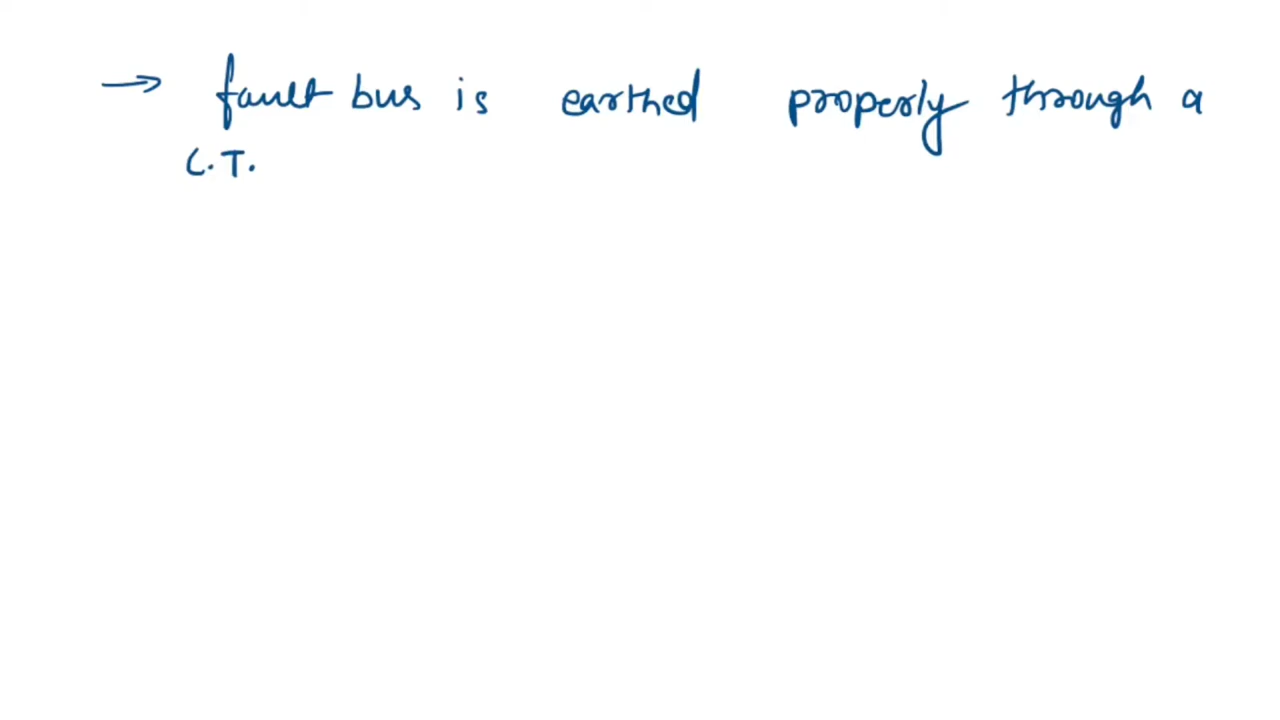 → fault bus is earthed properly through a
C.T.